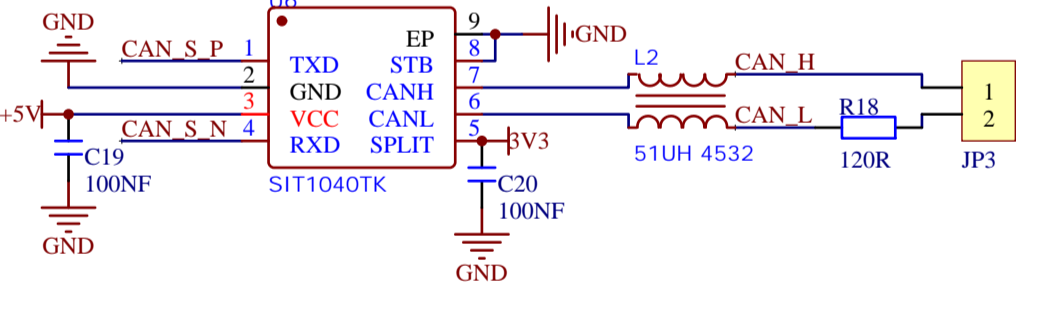 GND
CAN_S_P 1
2
+5V 3
CAN_S_N 4
C19
100NF
GND
TXD
GND
VCC
RXD
EP
STB
CANH
CANL
SPLIT
SIT1040TK
9
8
7
6
5
GND
3V3
C20
100NF
GND
L2
51UH 4532
CAN_H
CAN_L
R18
120R
1
2
JP3